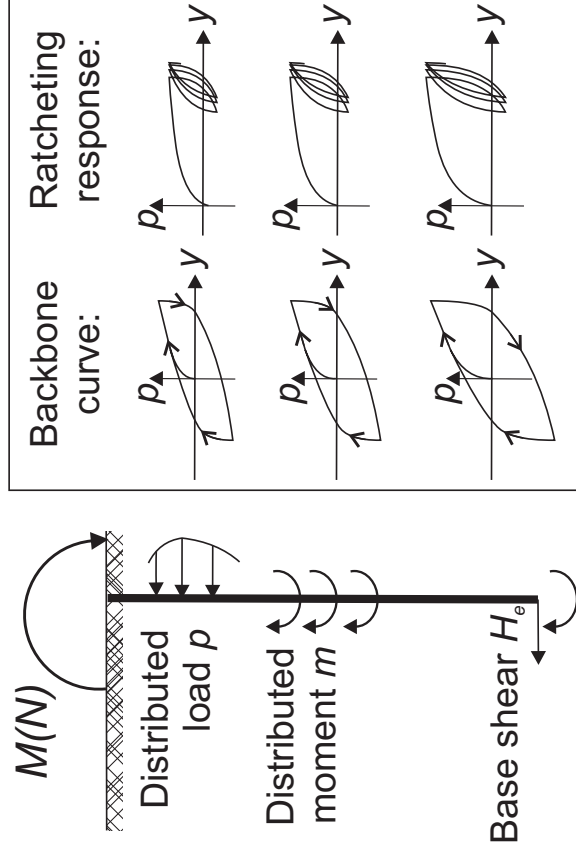 M(N)
Distributed
load p
Distributed
moment m
Base shear H_e
Backbone
curve:
Ratcheting
response:
p
y
p
y
p
y
p
y
p
y
p
y